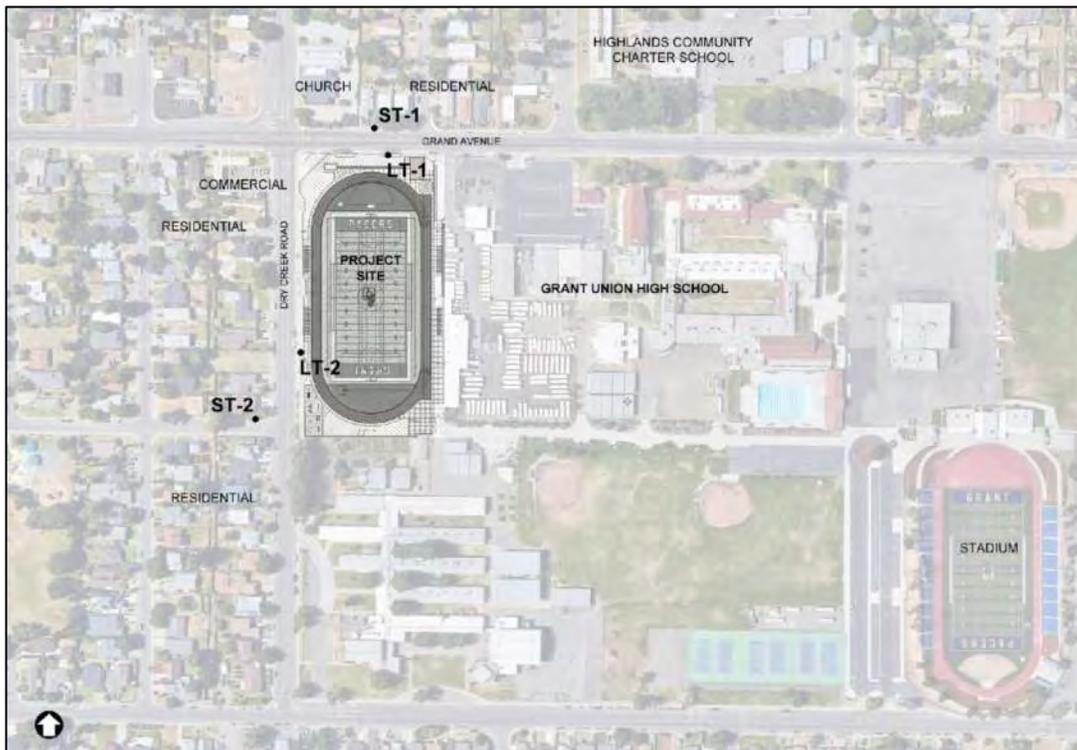 HIGHLANDS COMMUNITY
CHARTER SCHOOL
CHURCH
RESIDENTIAL
ST-1
GRAND AVENUE
LT-1
COMMERCIAL
RESIDENTIAL
DRY CREEK ROAD
PROJECT
SITE
GRANT UNION HIGH SCHOOL
LT-2
ST-2
RESIDENTIAL
GRANT
STADIUM
PACERS